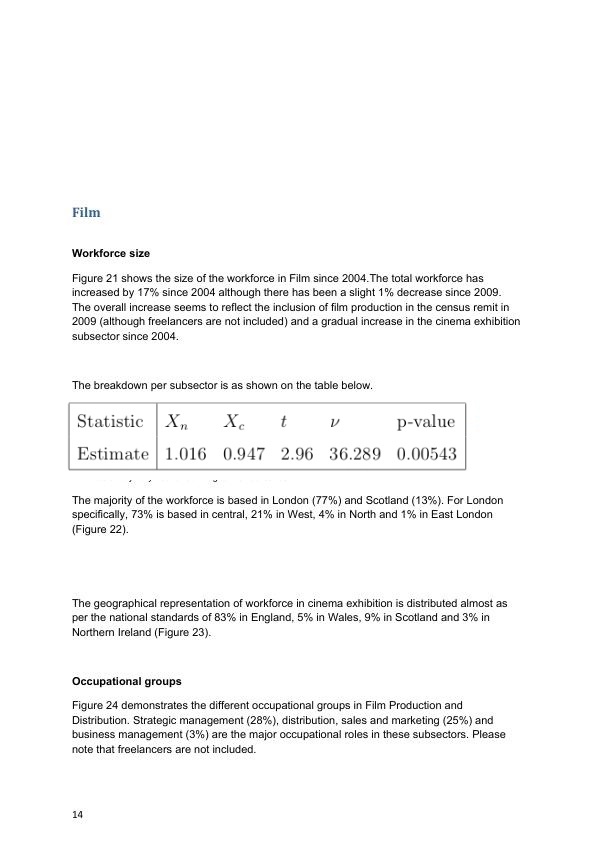 Film
Workforce size
Figure 21 shows the size of the workforce in Film since 2004.The total workforce has
increased by 17% since 2004 although there has been a slight 1% decrease since 2009.
The overall increase seems to reflect the inclusion of film production in the census remit in
2009 (although freelancers are not included) and a gradual increase in the cinema exhibition
subsector since 2004.
The breakdown per subsector is as shown on the table below.
Statistic Xn Xc t ν p-value
Estimate 1.016 0.947 2.96 36.289 0.00543
The majority of the workforce is based in London (77%) and Scotland (13%). For London
specifically, 73% is based in central, 21% in West, 4% in North and 1% in East London
(Figure 22).
The geographical representation of workforce in cinema exhibition is distributed almost as
per the national standards of 83% in England, 5% in Wales, 9% in Scotland and 3% in
Northern Ireland (Figure 23).
Occupational groups
Figure 24 demonstrates the different occupational groups in Film Production and
Distribution. Strategic management (28%), distribution, sales and marketing (25%) and
business management (3%) are the major occupational roles in these subsectors. Please
note that freelancers are not included.
14